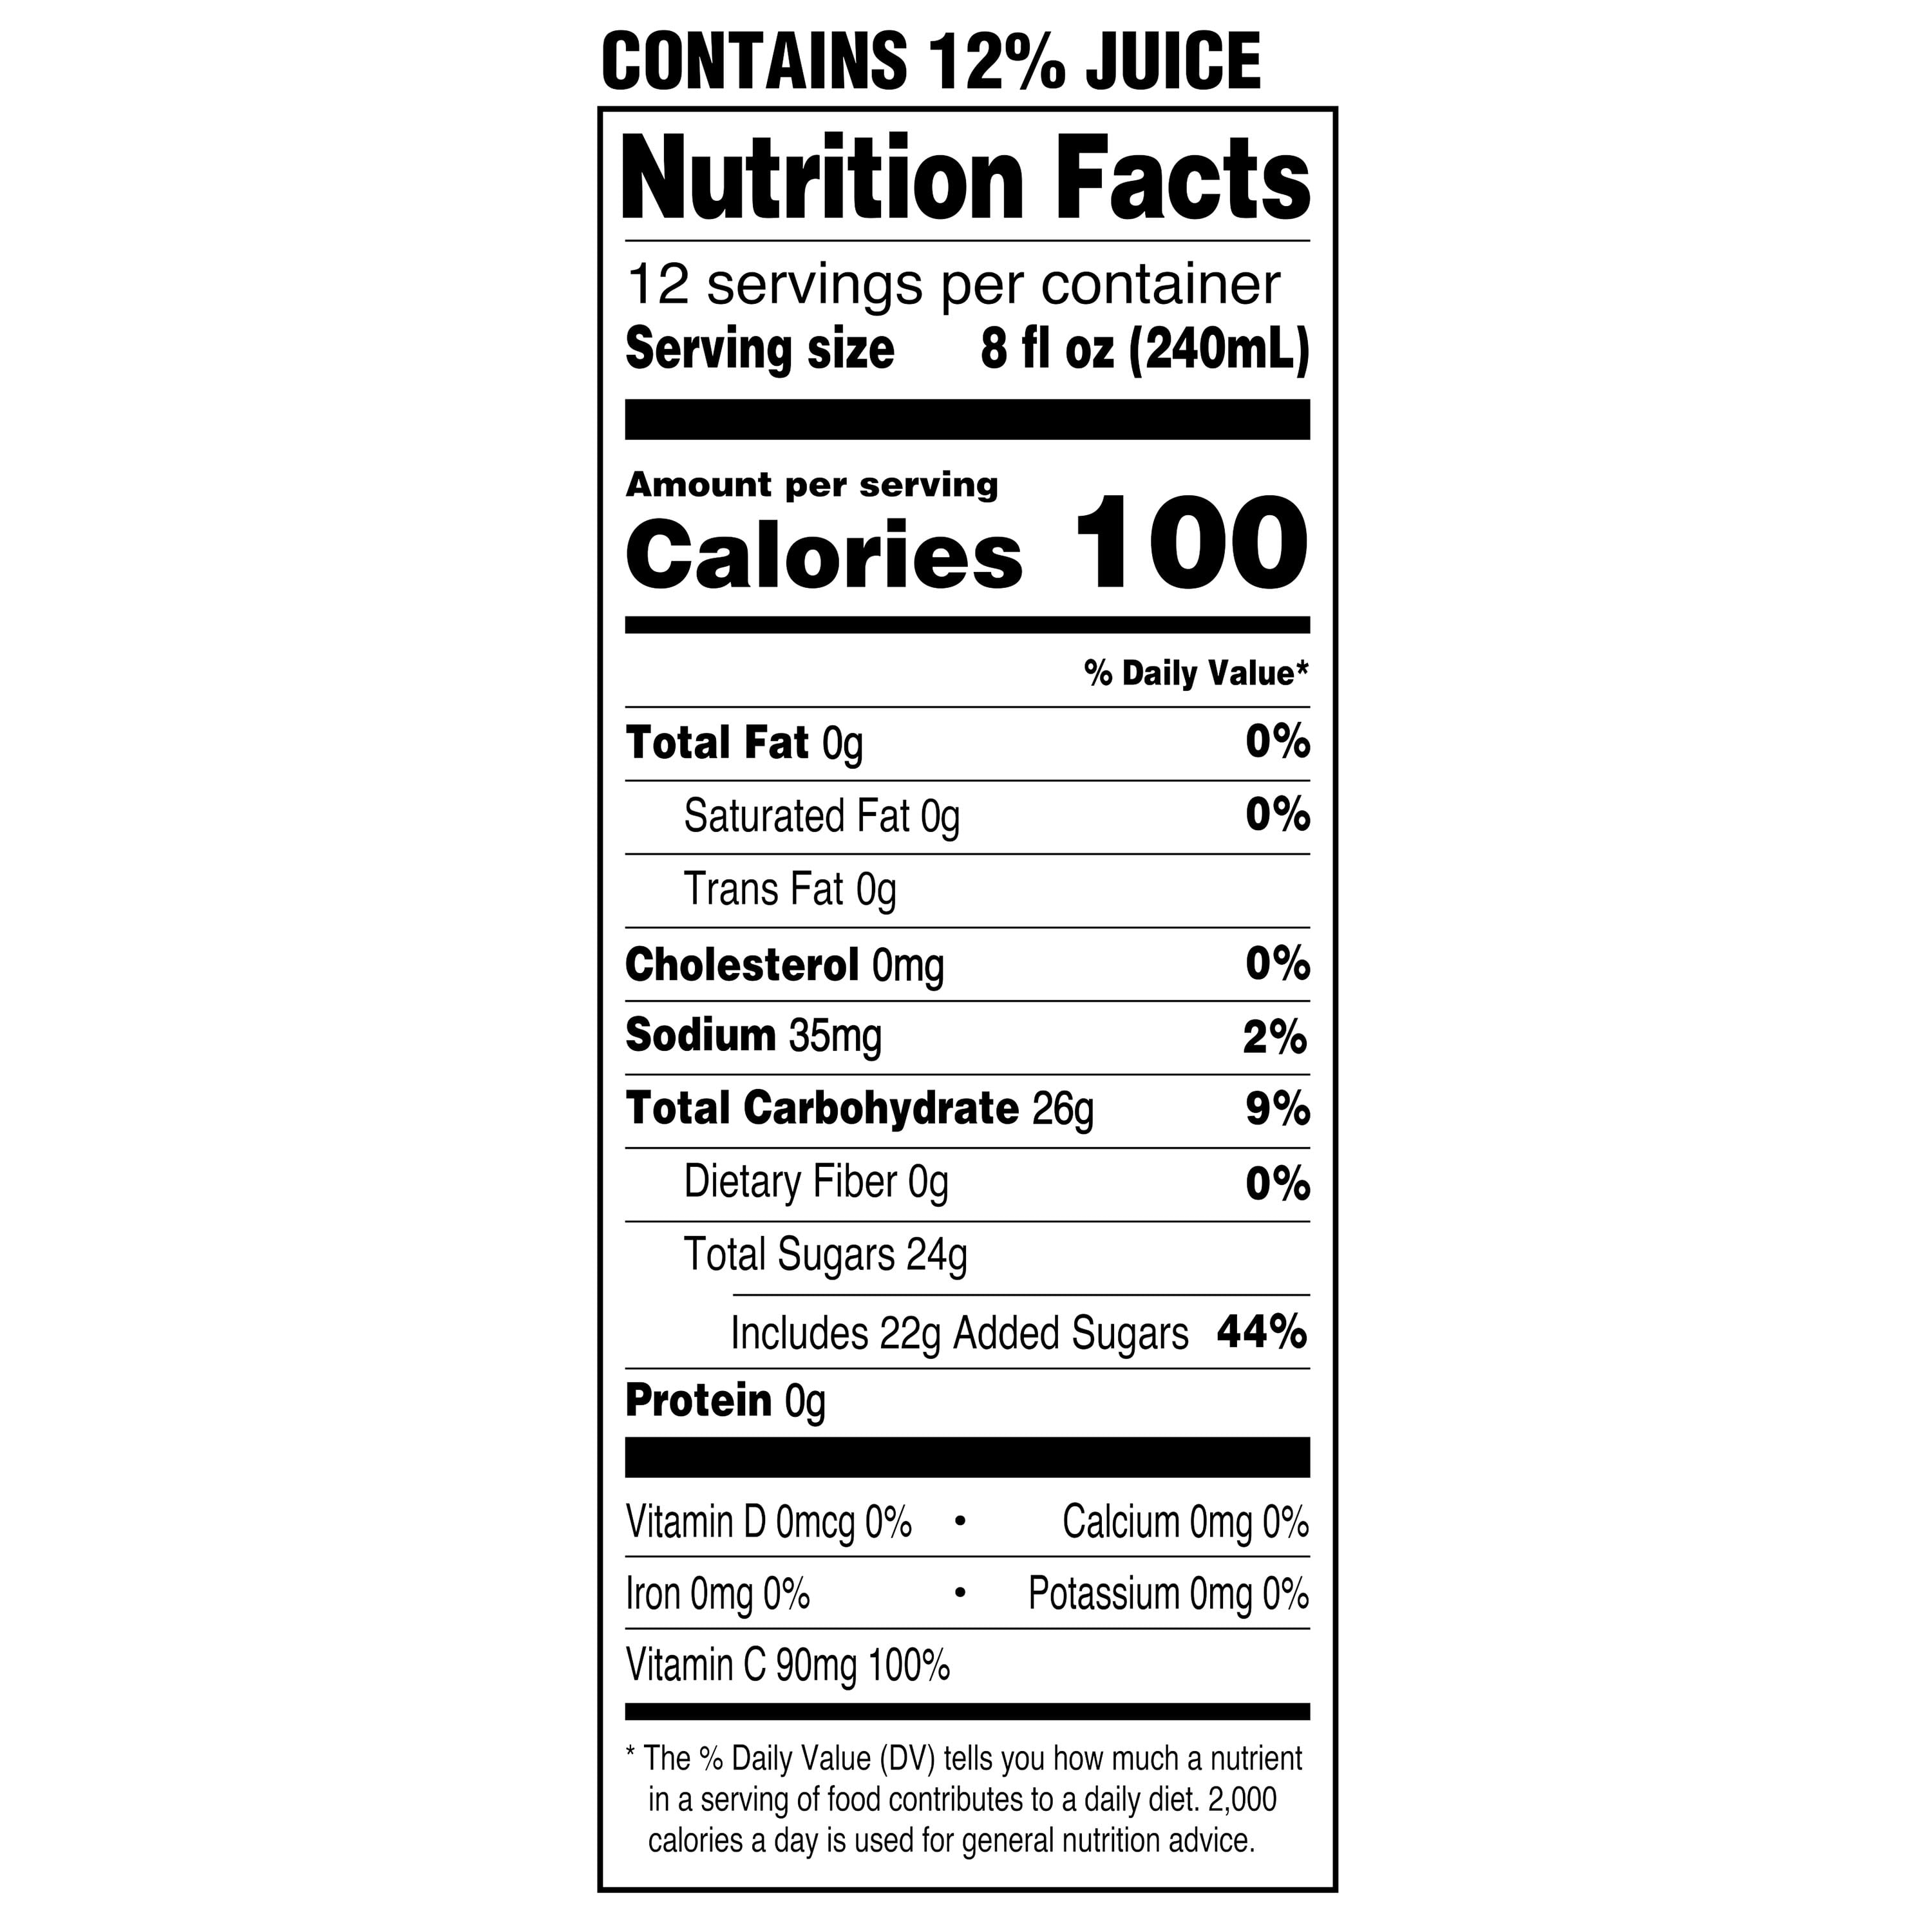 CONTAINS 12% JUICE
Nutrition Facts
12 servings per container
Serving size 8 fl oz (240mL)
Amount per serving
Calories 100
% Daily Value*
Total Fat 0g 0%
Saturated Fat 0g 0%
Trans Fat 0g
Cholesterol 0mg 0%
Sodium 35mg 2%
Total Carbohydrate 26g 9%
Dietary Fiber 0g 0%
Total Sugars 24g
Includes 22g Added Sugars 44%
Protein 0g
Vitamin D 0mcg 0% • Calcium 0mg 0%
Iron 0mg 0% • Potassium 0mg 0%
Vitamin C 90mg 100%
* The % Daily Value (DV) tells you how much a nutrient
in a serving of food contributes to a daily diet. 2,000
calories a day is used for general nutrition advice.